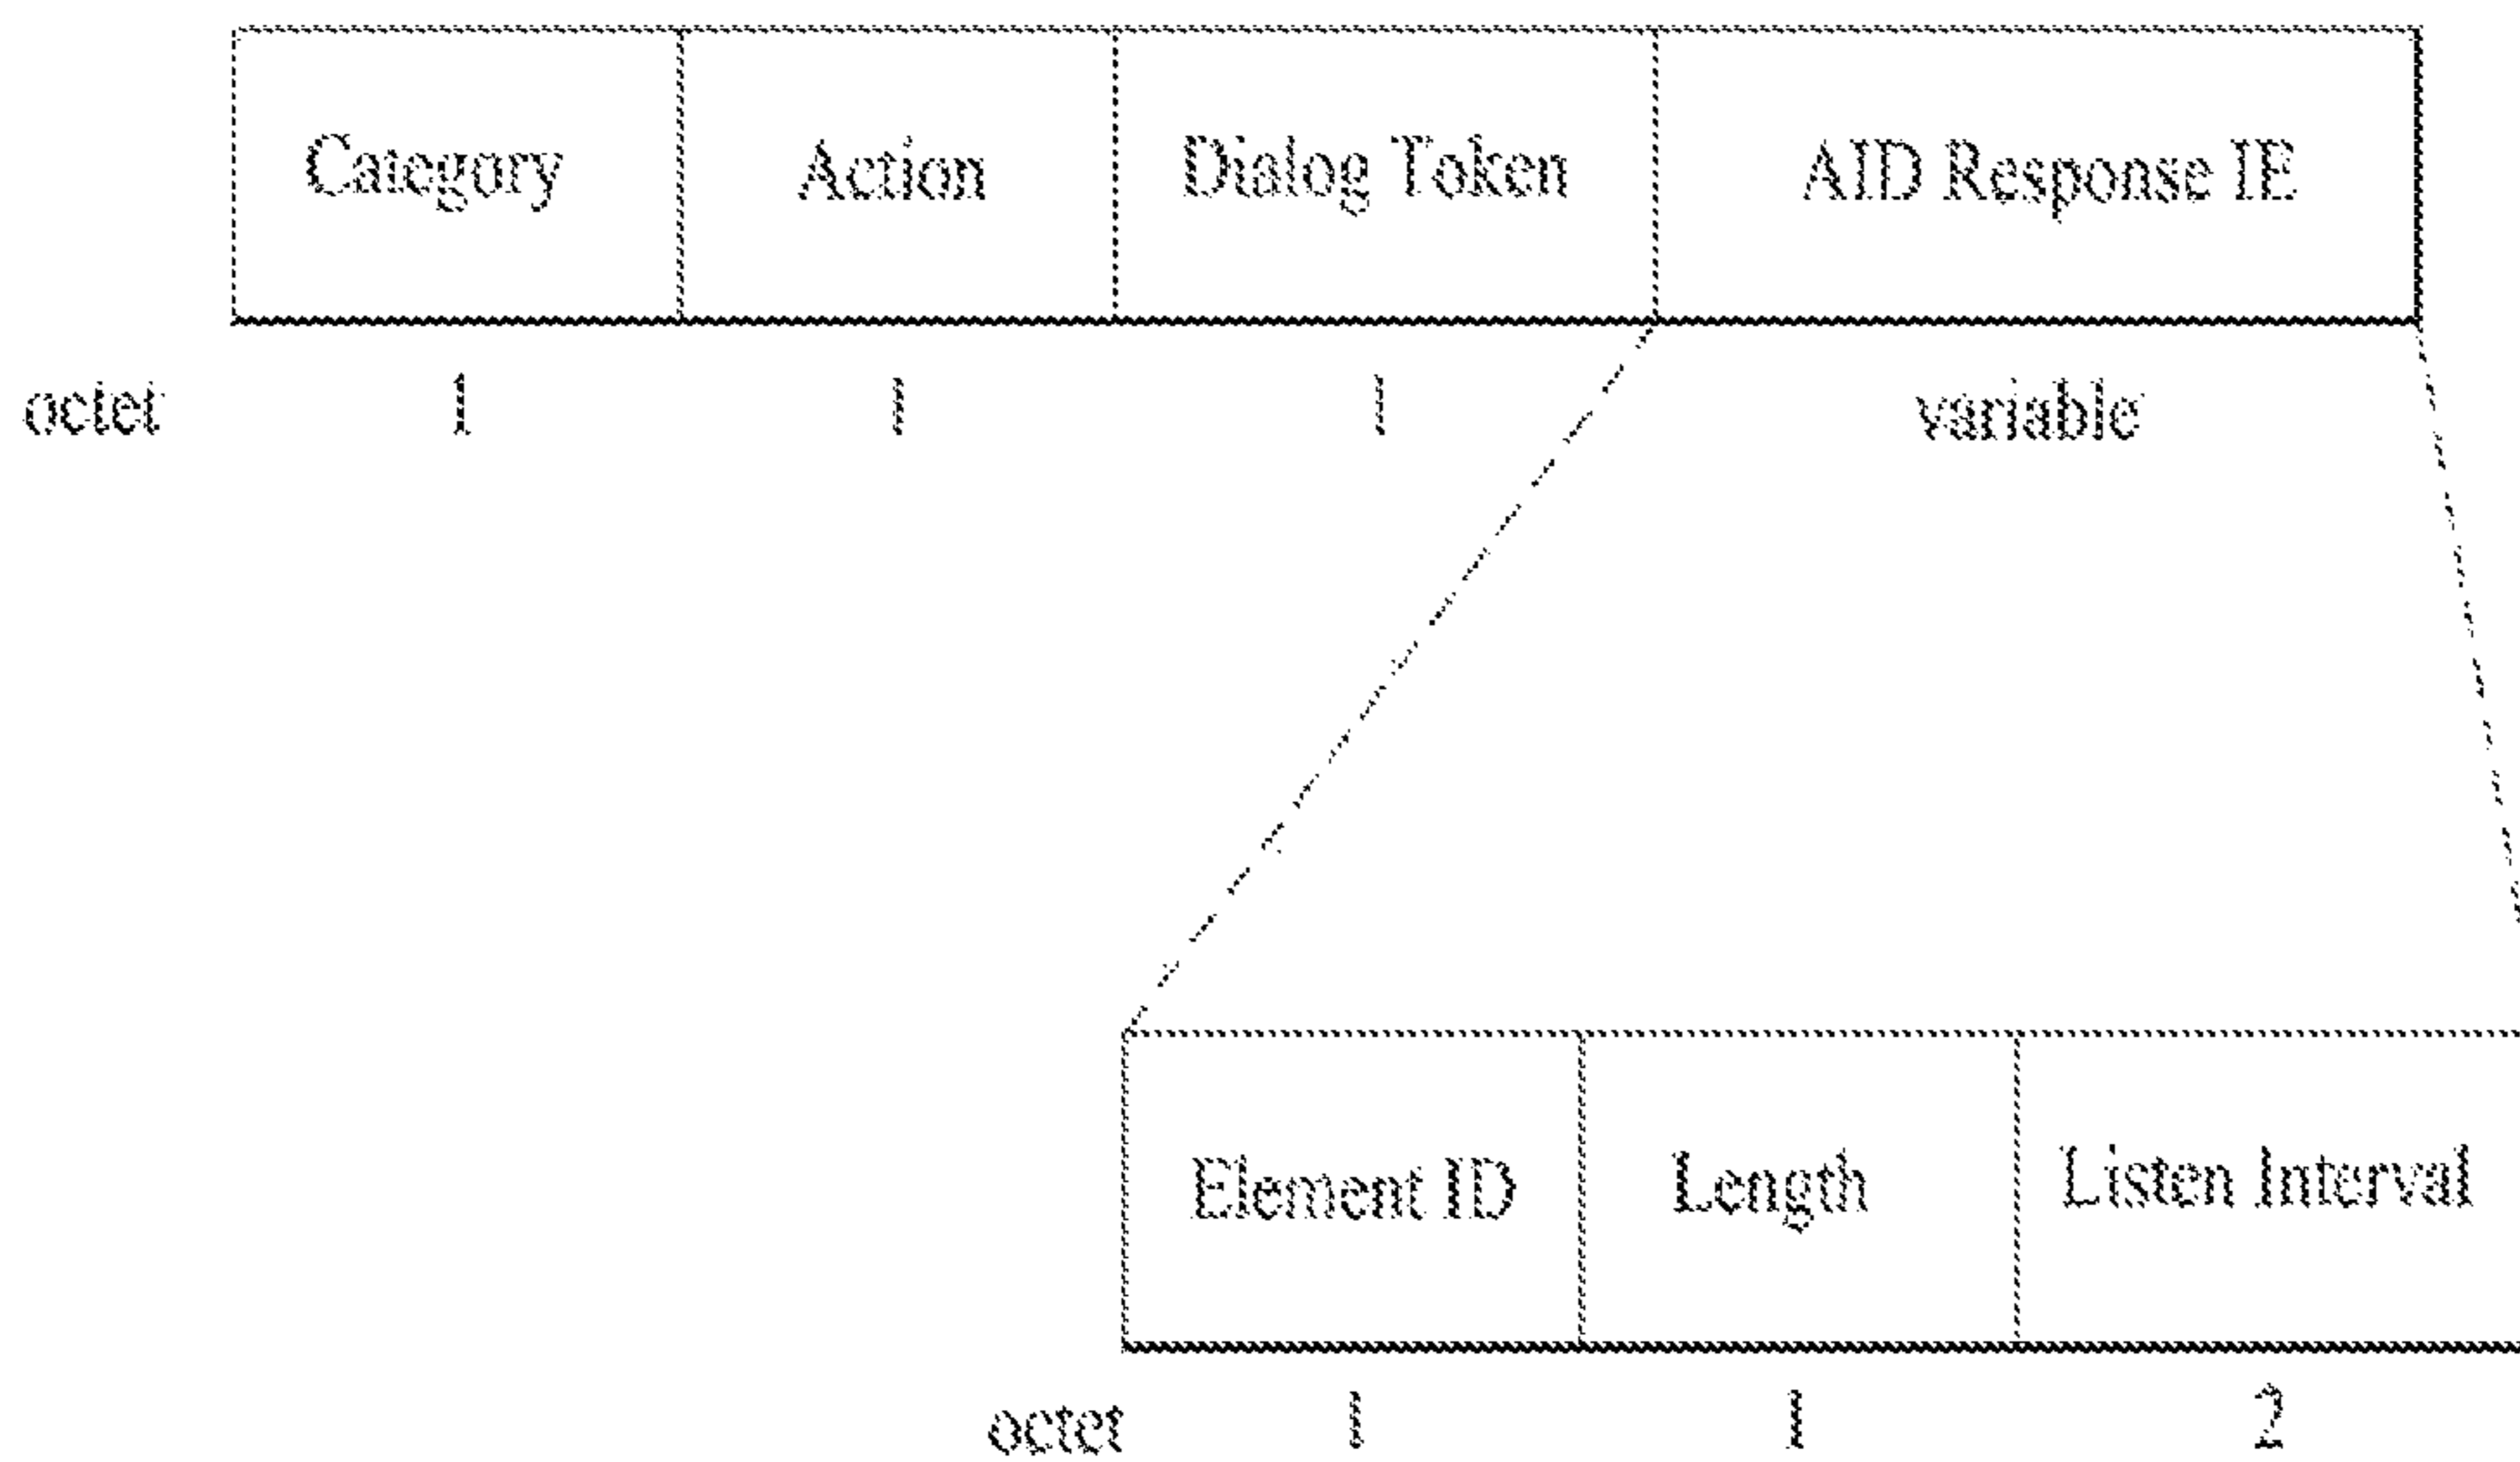 Category Action Dialog Token AID Response IE
octet 1 1 1 variable
Element ID Length Listen Interval
octet 1 1 2